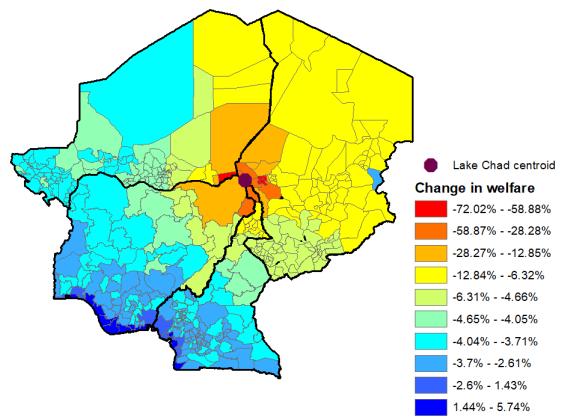 Lake Chad centroid
Change in welfare
-72.02% - -58.88%
-58.87% - -28.28%
-28.27% - -12.85%
-12.84% - -6.32%
-6.31% - -4.66%
-4.65% - -4.05%
-4.04% - -3.71%
-3.7% - -2.61%
-2.6% - 1.43%
1.44% - 5.74%